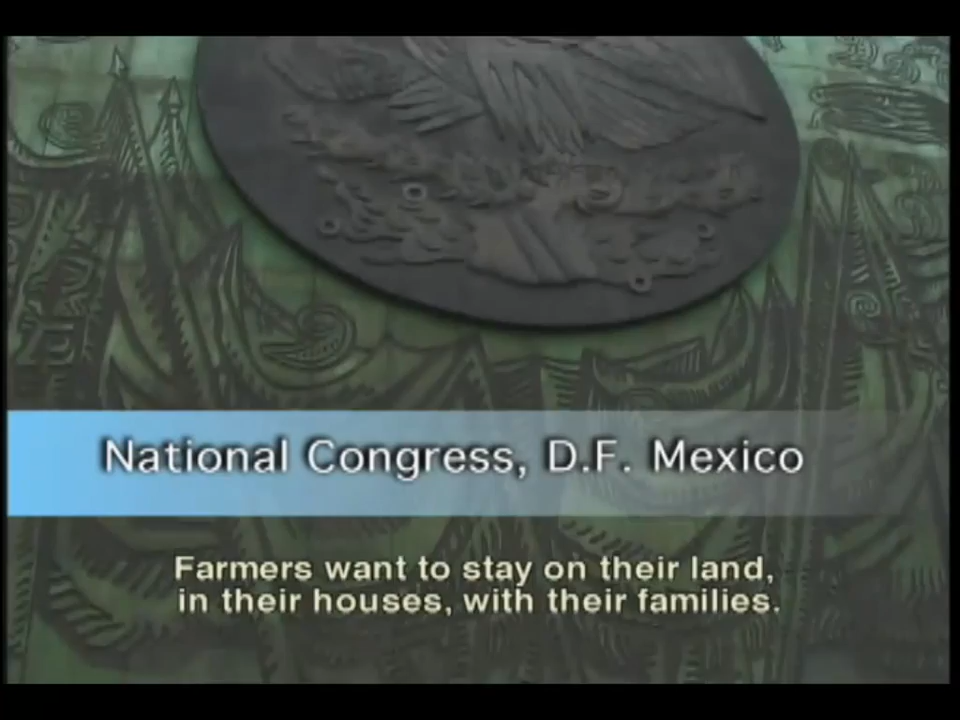 National Congress, D.F. Mexico
Farmers want to stay on their land,
in their houses, with their families.